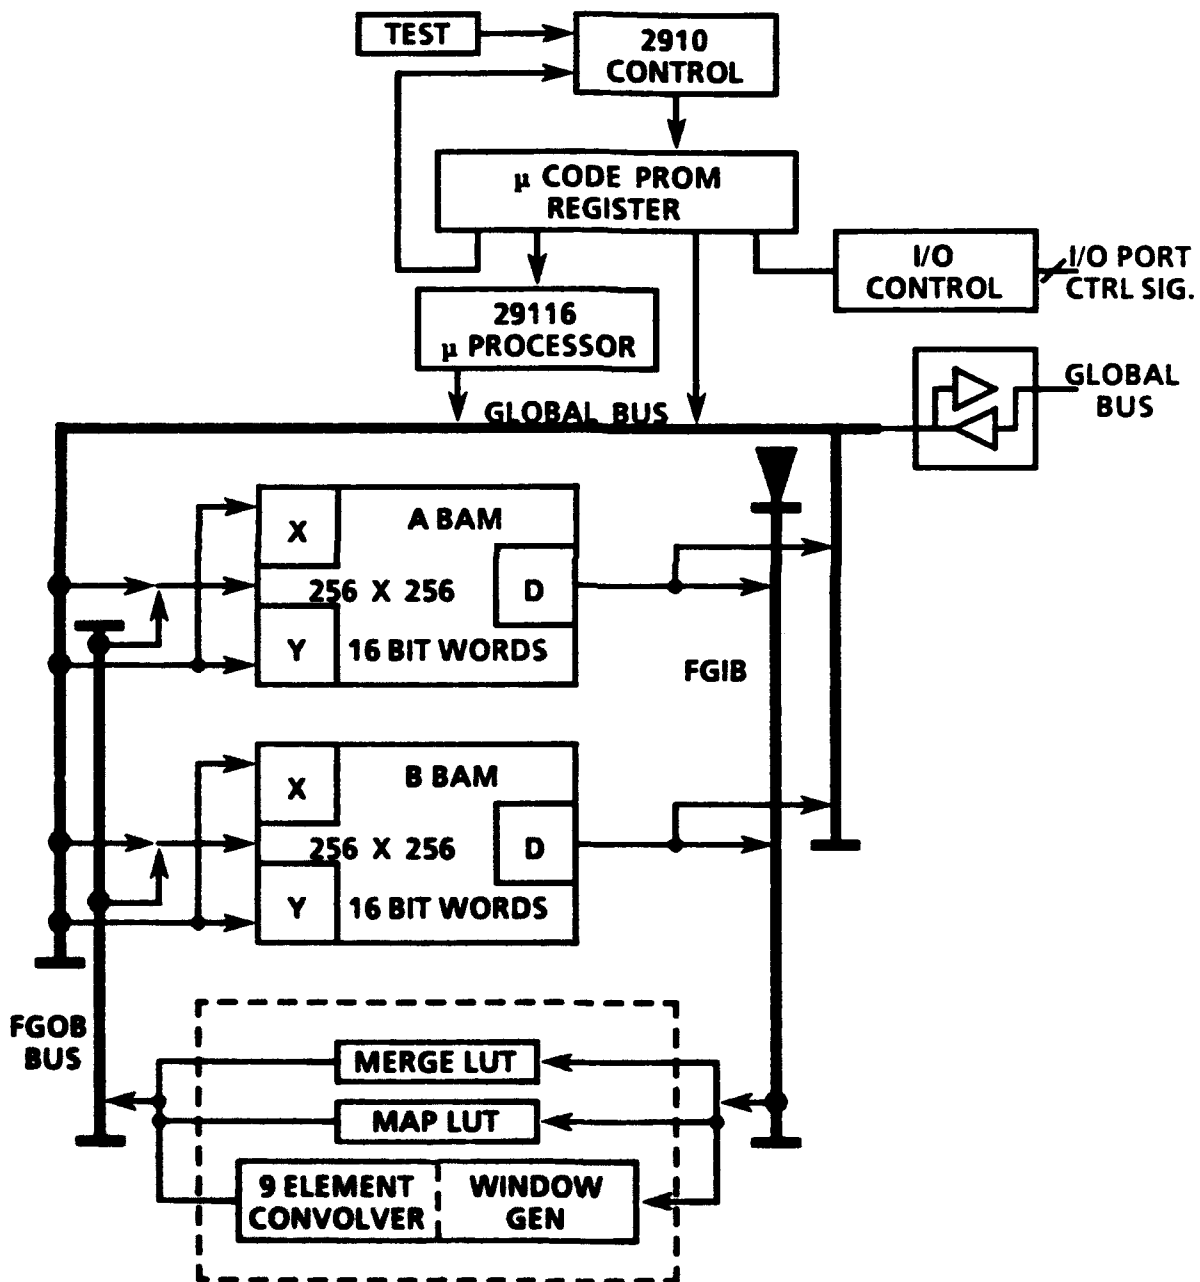 TEST
2910
CONTROL
μ CODE PROM
REGISTER
I/O
CONTROL
I/O PORT
CTRL SIG.
29116
μ PROCESSOR
GLOBAL BUS
GLOBAL
BUS
X
A BAM
256 X 256
D
Y
16 BIT WORDS
FGIB
X
B BAM
256 X 256
D
Y
16 BIT WORDS
FGOB
BUS
MERGE LUT
MAP LUT
9 ELEMENT
CONVOLVER
WINDOW
GEN